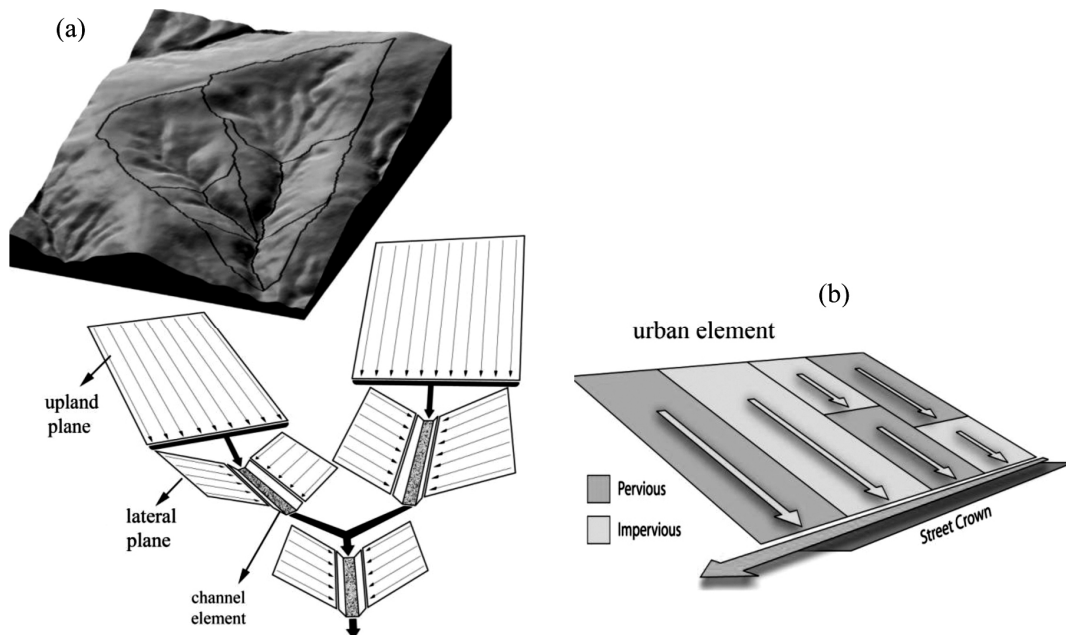 (a)
upland
plane
lateral
plane
channel
element
(b)
urban element
Pervious
Impervious
Street Crown